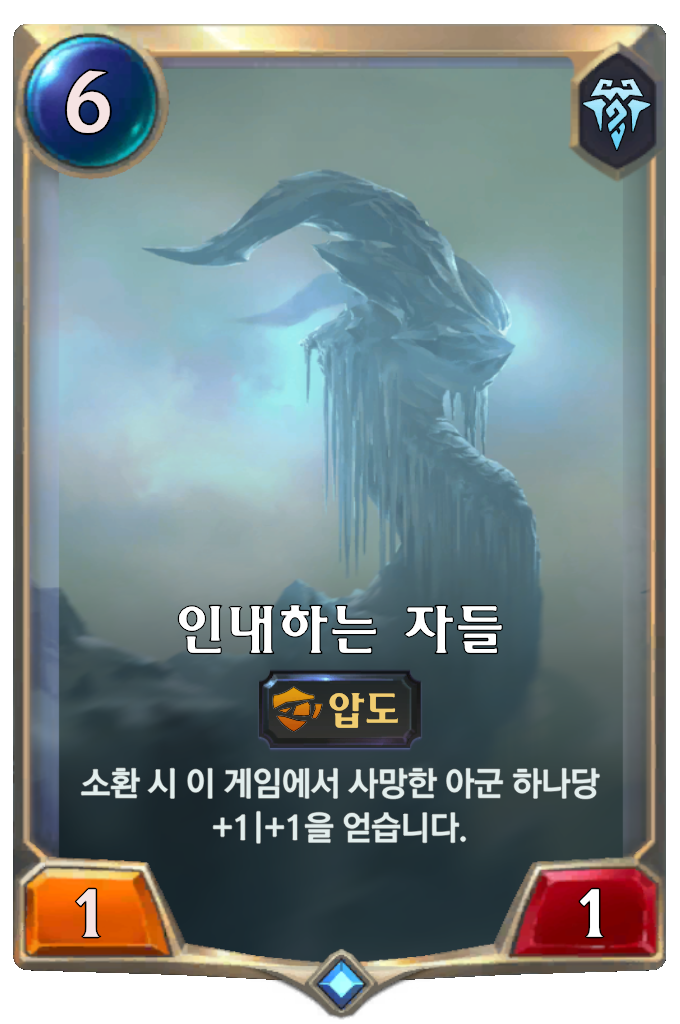 6
인내하는 자들
압도
소환 시 이 게임에서 사망한 아군 하나당
+1|+1을 얻습니다.
1
1